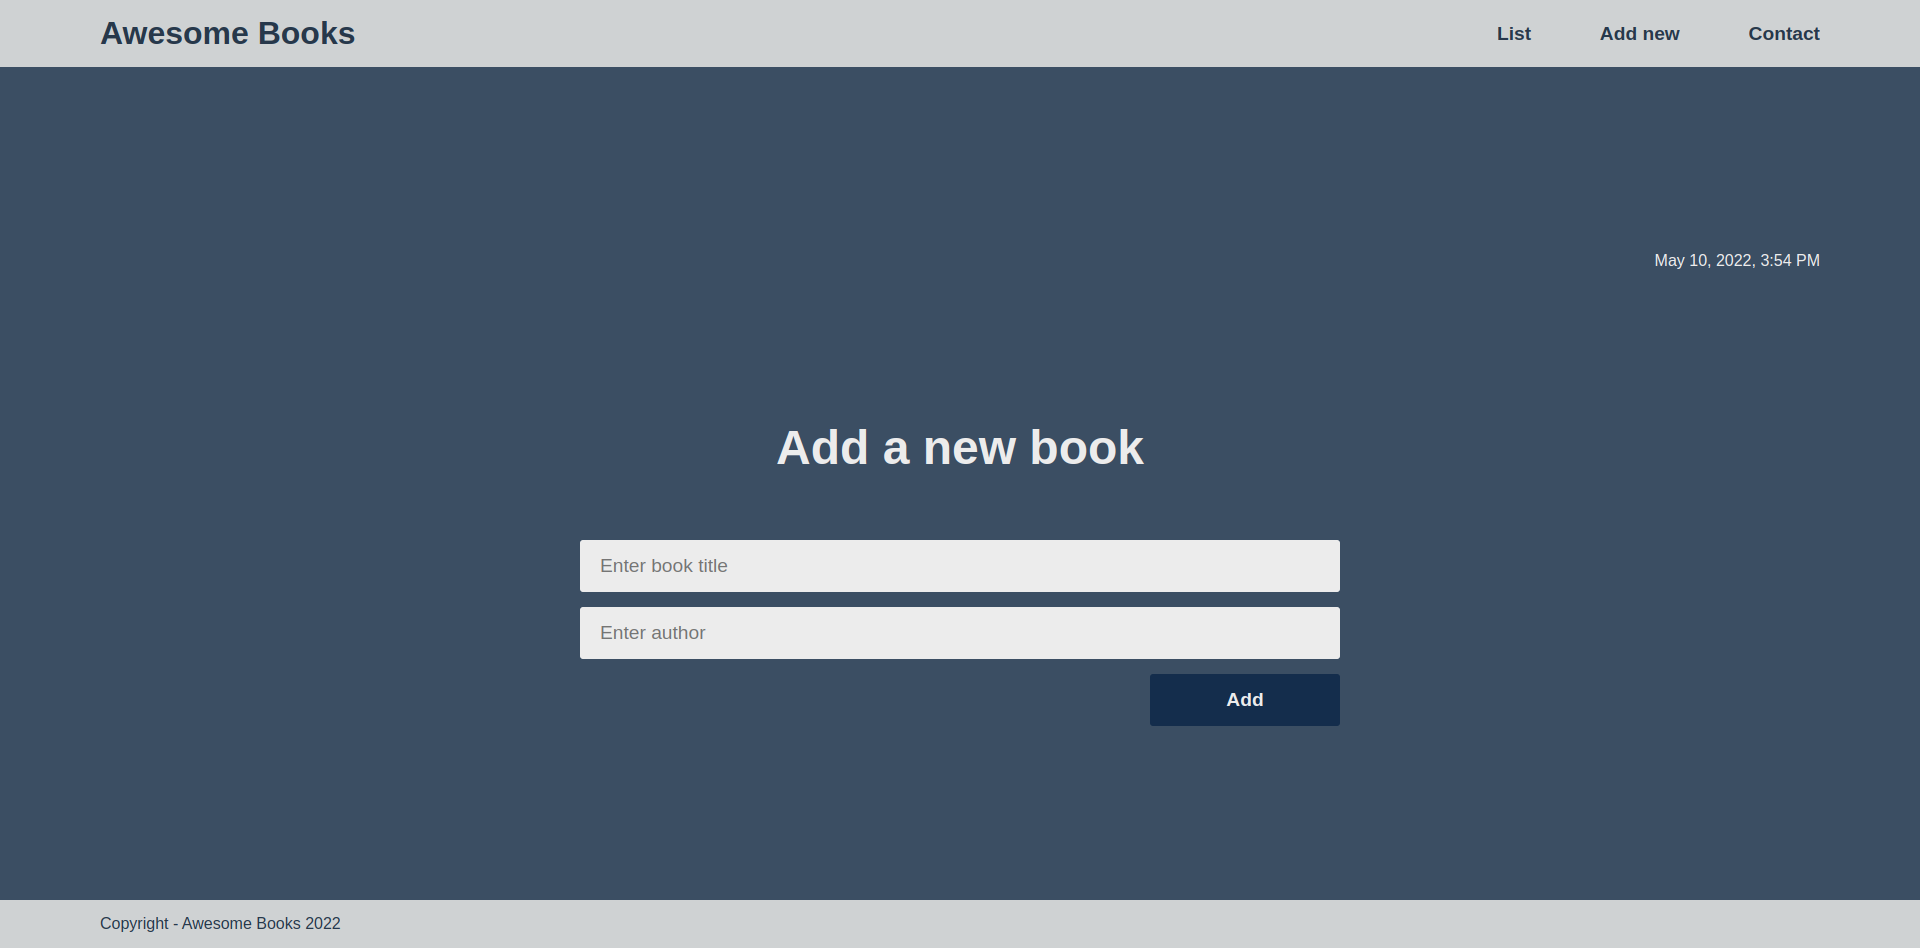 Awesome Books
List
Add new
Contact
May 10, 2022, 3:54 PM
Add a new book
Enter book title
Enter author
Add
Copyright - Awesome Books 2022